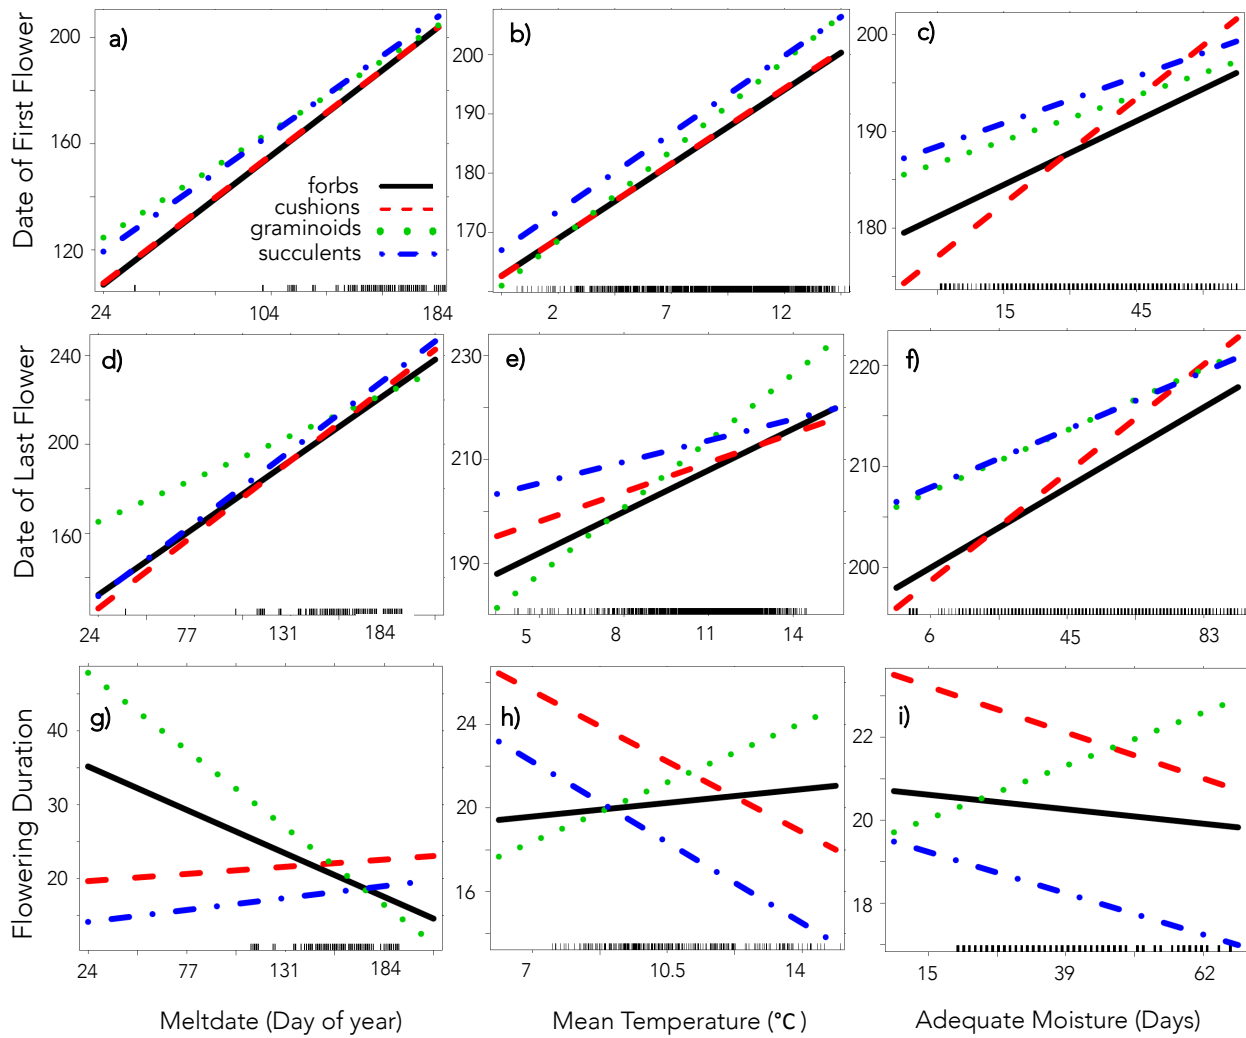 Date of First Flower
a)
200
160
120
forbs
cushions
graminoids
succulents
24 104 184
b)
200
190
180
170
2 7 12
c)
200
190
180
15 45
Date of Last Flower
d)
240
200
160
24 77 131 184
e)
230
210
190
5 8 11 14
f)
220
210
200
6 45 83
Flowering Duration
g)
40
30
20
24 77 131 184
Meltdate (Day of year)
h)
24
20
16
7 10.5 14
Mean Temperature (°C)
i)
22
20
18
15 39 62
Adequate Moisture (Days)